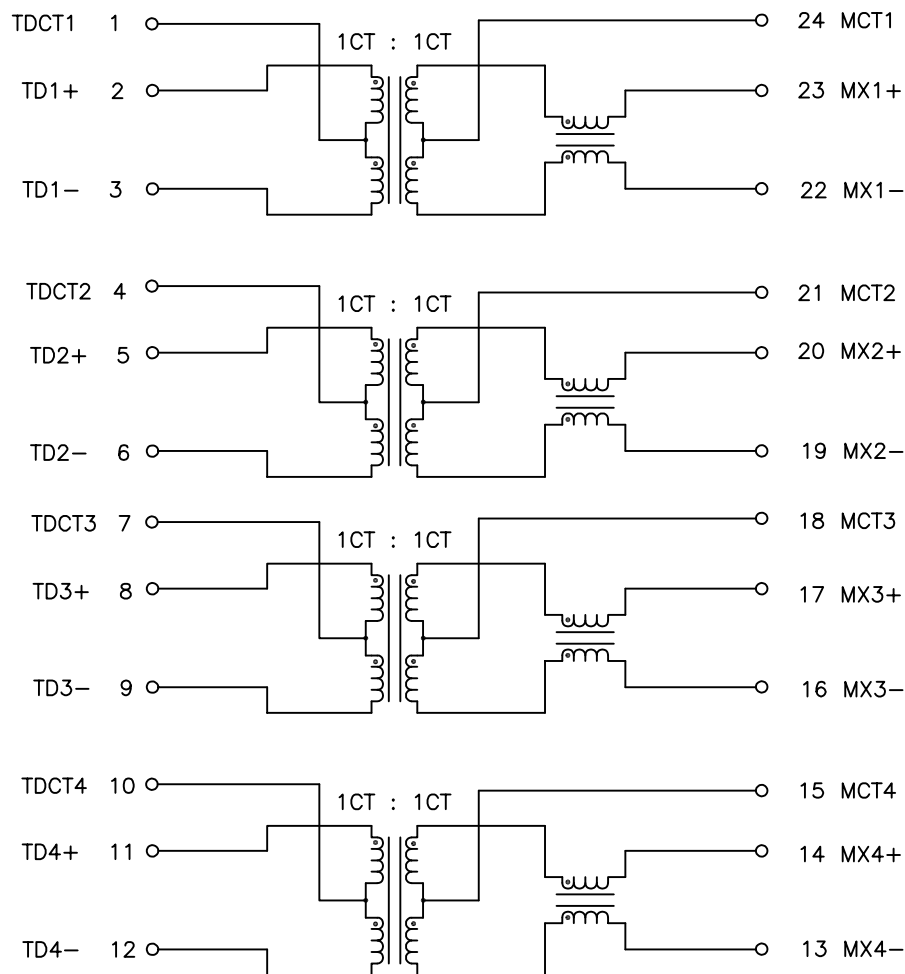 TDCT1 1 24 MCT1
1CT : 1CT
TD1+ 2 23 MX1+
TD1− 3 22 MX1−
TDCT2 4 21 MCT2
1CT : 1CT
TD2+ 5 20 MX2+
TD2− 6 19 MX2−
TDCT3 7 18 MCT3
1CT : 1CT
TD3+ 8 17 MX3+
TD3− 9 16 MX3−
TDCT4 10 15 MCT4
1CT : 1CT
TD4+ 11 14 MX4+
TD4− 12 13 MX4−